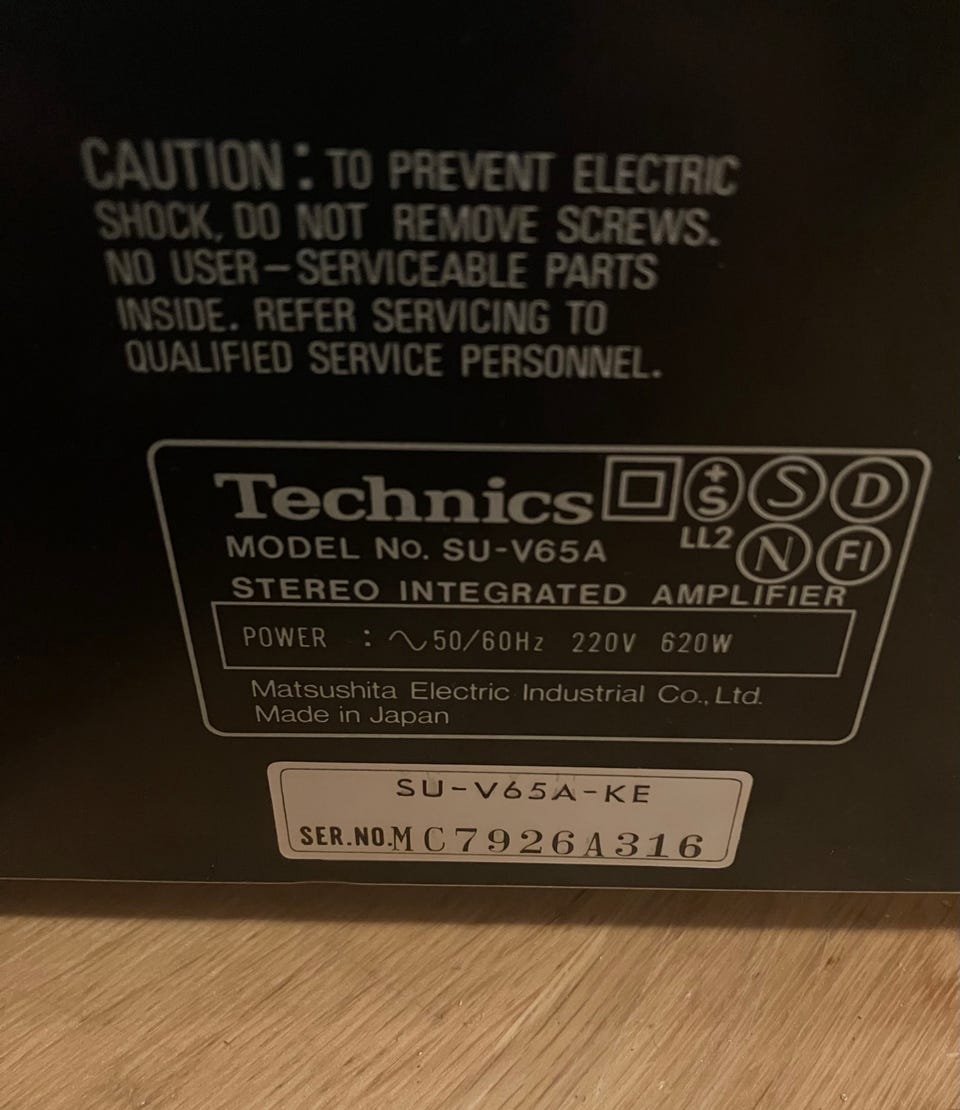 CAUTION: TO PREVENT ELECTRIC
SHOCK, DO NOT REMOVE SCREWS.
NO USER–SERVICEABLE PARTS
INSIDE. REFER SERVICING TO
QUALIFIED SERVICE PERSONNEL.
Technics +S S D
MODEL No. SU-V65A LL2 N FI
STEREO INTEGRATED AMPLIFIER
POWER : ∿50/60Hz 220V 620W
Matsushita Electric Industrial Co., Ltd.
Made in Japan
SU-V65A-KE
SER.NO.MC7926A316